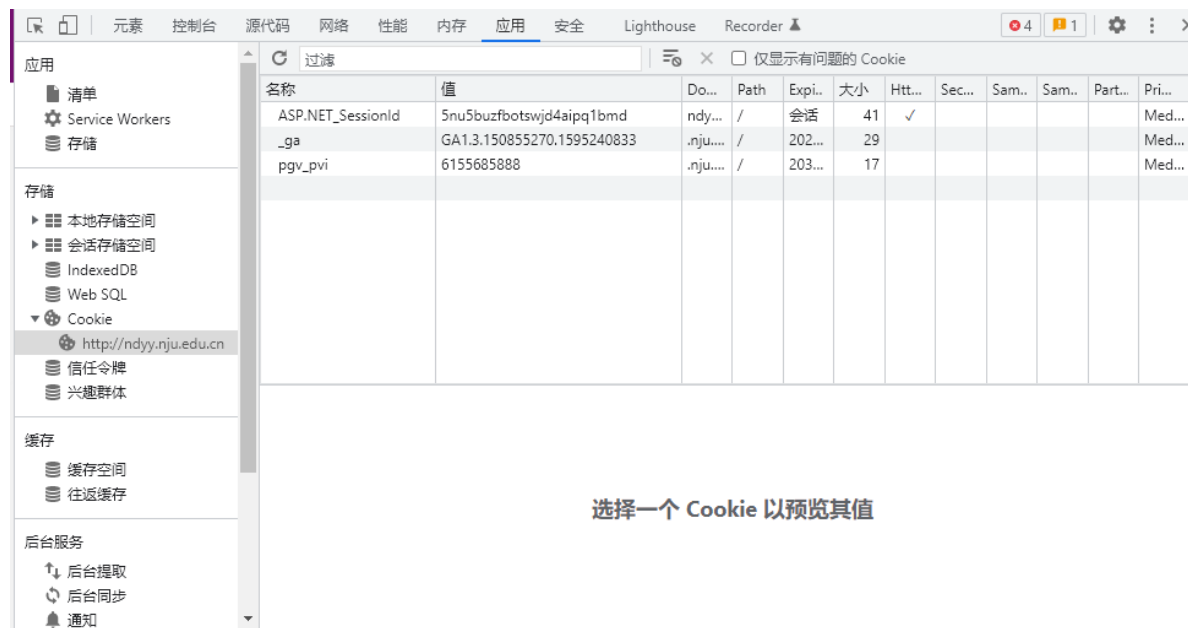 元素 控制台 源代码 网络 性能 内存 应用 安全 Lighthouse Recorder 4 1
应用
清单
Service Workers
存储
存储
本地存储空间
会话存储空间
IndexedDB
Web SQL
Cookie
http://ndyy.nju.edu.cn
信任令牌
兴趣群体
缓存
缓存空间
往返缓存
后台服务
后台提取
后台同步
通知
过滤 仅显示有问题的 Cookie
名称 值 Do... Path Expi... 大小 Htt... Sec... Sam... Sam... Part... Pri...
ASP.NET_SessionId 5nu5buzfbotswjd4aipq1bmd ndy... / 会话 41 ✓ Med...
_ga GA1.3.150855270.1595240833 .nju.... / 202... 29 Med...
pgv_pvi 6155685888 .nju.... / 203... 17 Med...
选择一个 Cookie 以预览其值